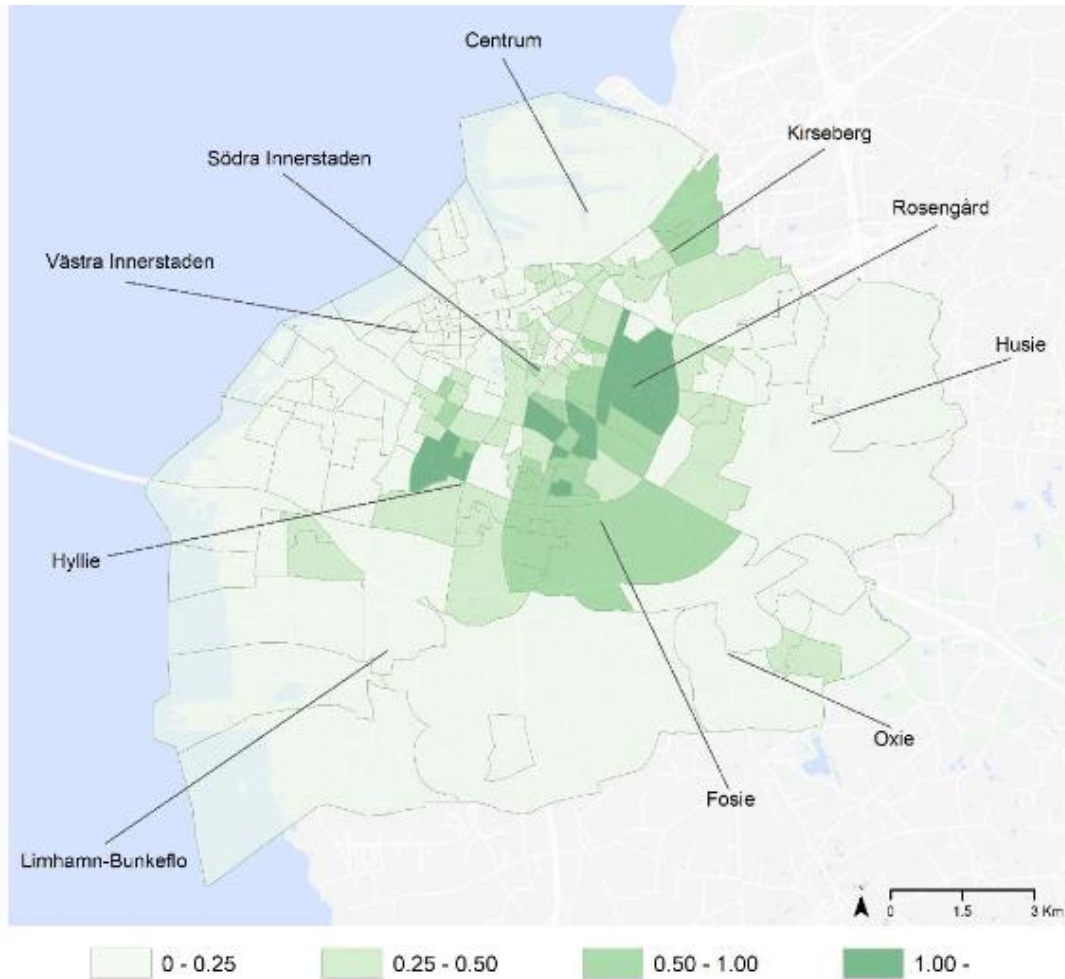 Centrum
Kirseberg
Södra Innerstaden
Rosengård
Västra Innerstaden
Husie
Hyllie
Oxie
Fosie
Limhamn-Bunkeflo
0 1.5 3 Km
0 - 0.25 0.25 - 0.50 0.50 - 1.00 1.00 -